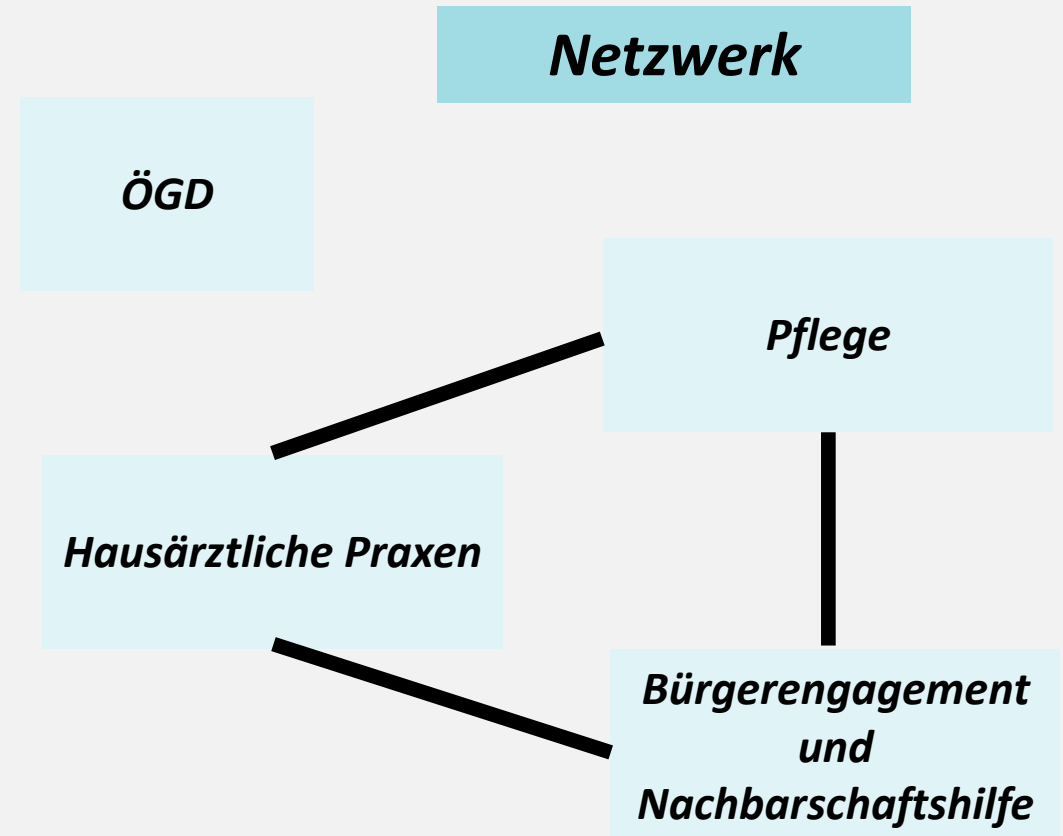 Netzwerk
ÖGD
Pflege
Hausärztliche Praxen
Bürgerengagement
und
Nachbarschaftshilfe